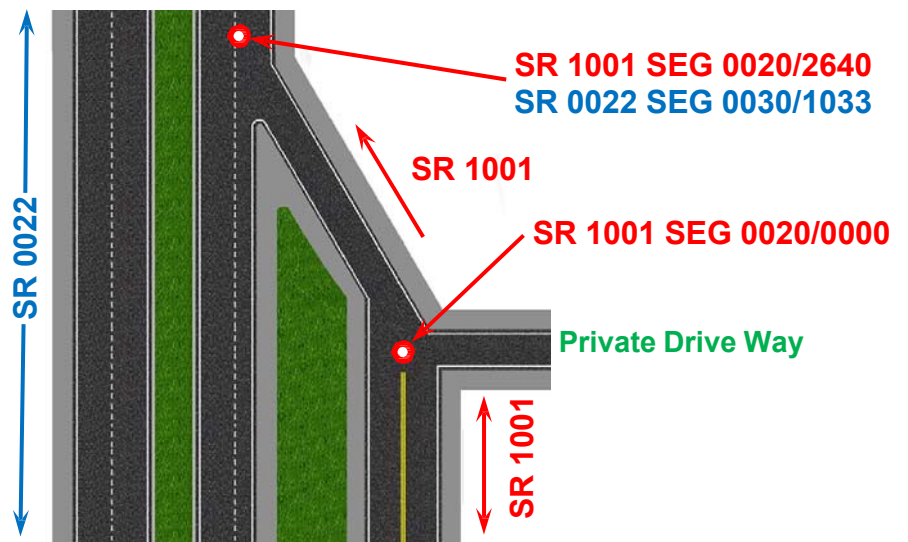 SR 1001 SEG 0020/2640
SR 0022 SEG 0030/1033
SR 1001
SR 0022
SR 1001 SEG 0020/0000
Private Drive Way
SR 1001